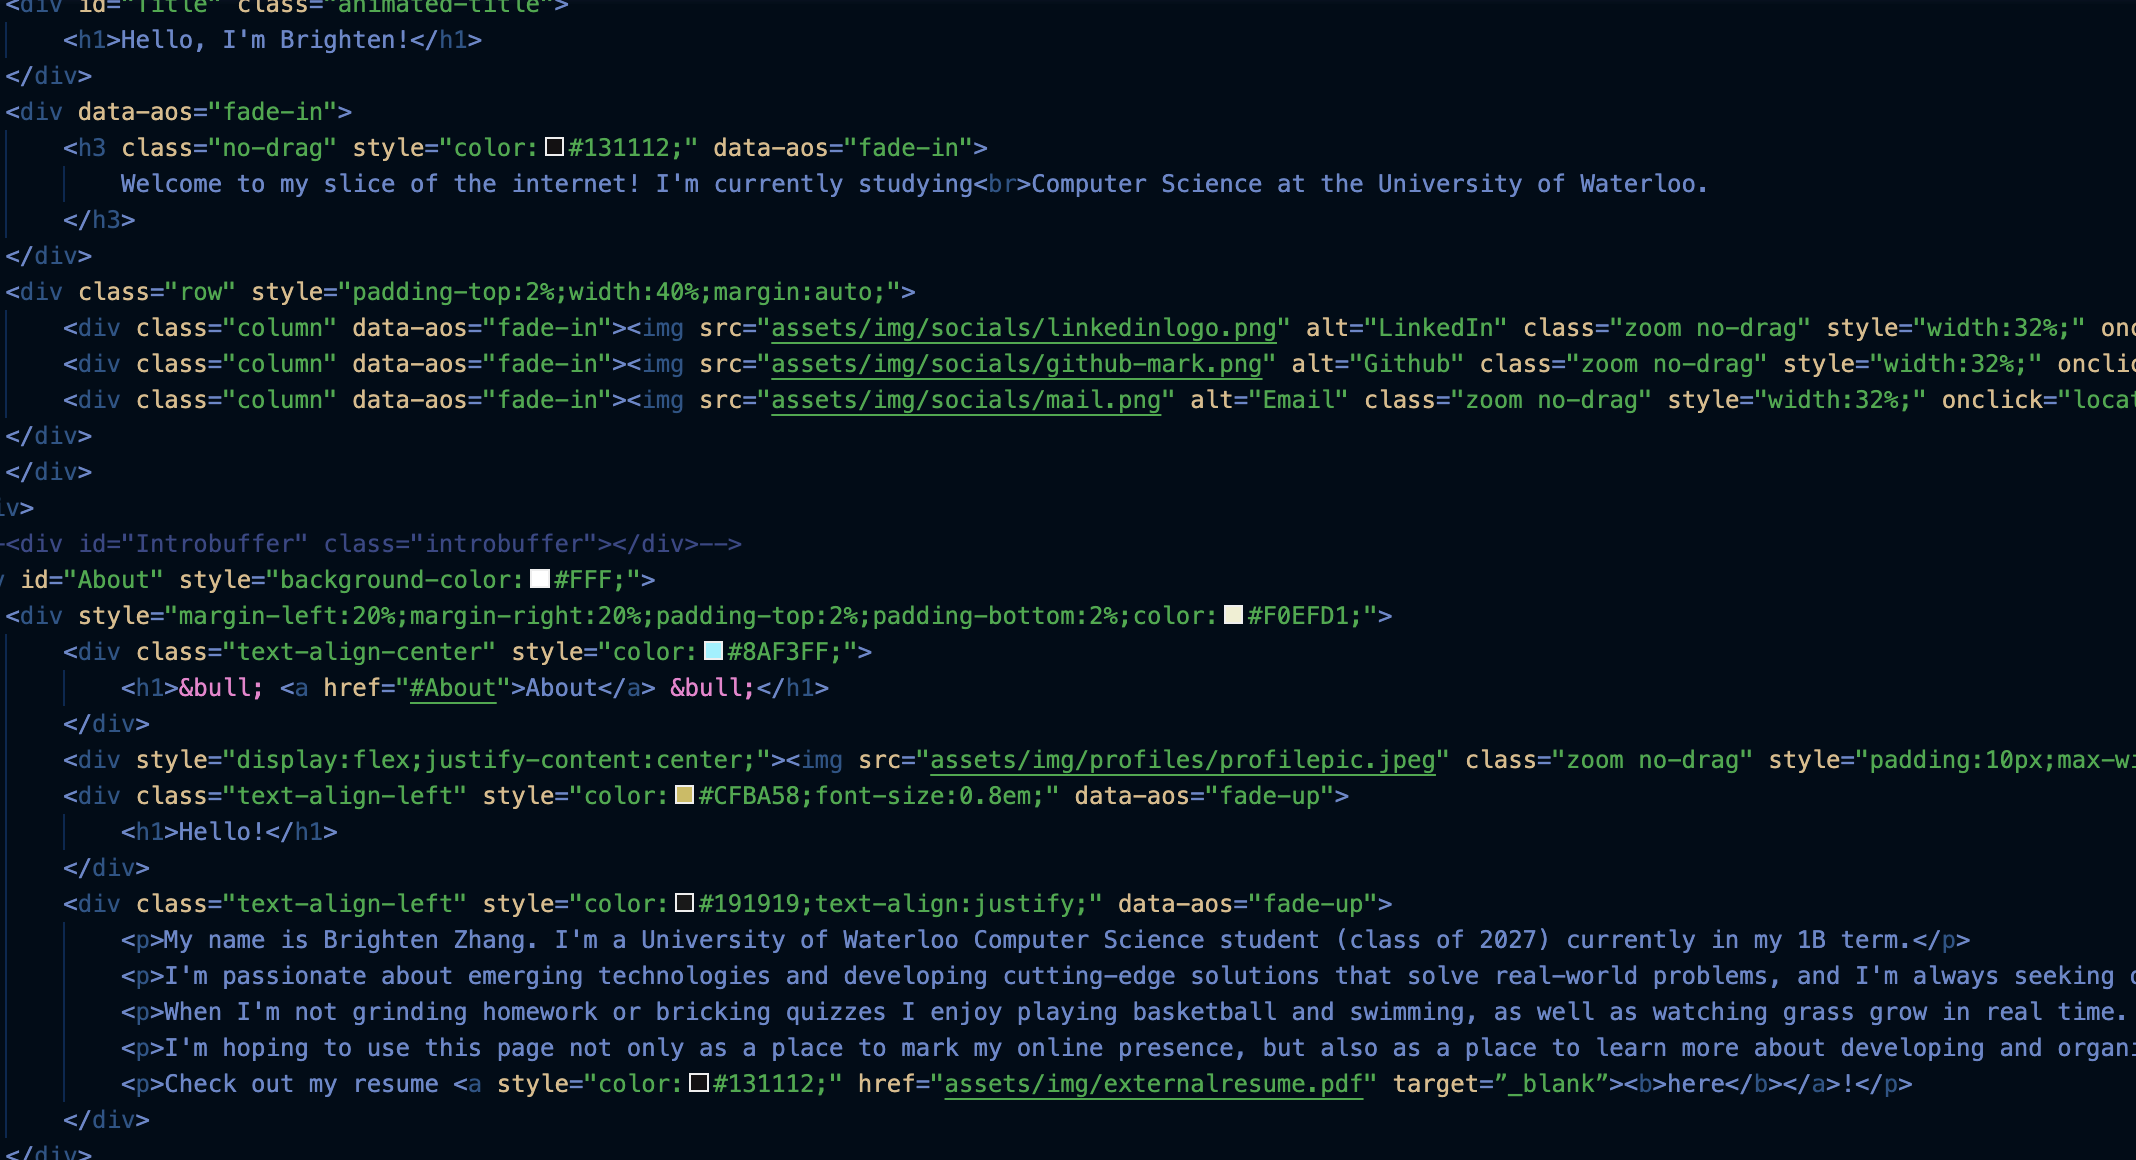 <div id="Title" class="animated-title">
<h1>Hello, I'm Brighten!</h1>
</div>
<div data-aos="fade-in">
<h3 class="no-drag" style="color:#131112;" data-aos="fade-in">
Welcome to my slice of the internet! I'm currently studying<br>Computer Science at the University of Waterloo.
</h3>
</div>
<div class="row" style="padding-top:2%;width:40%;margin:auto;">
<div class="column" data-aos="fade-in"><img src="assets/img/socials/linkedinlogo.png" alt="LinkedIn" class="zoom no-drag" style="width:32%;" onc
<div class="column" data-aos="fade-in"><img src="assets/img/socials/github-mark.png" alt="Github" class="zoom no-drag" style="width:32%;" onclic
<div class="column" data-aos="fade-in"><img src="assets/img/socials/mail.png" alt="Email" class="zoom no-drag" style="width:32%;" onclick="locat
</div>
</div>
iv>
-<div id="Introbuffer" class="introbuffer"></div>-->
id="About" style="background-color:#FFF;">
<div style="margin-left:20%;margin-right:20%;padding-top:2%;padding-bottom:2%;color:#F0EFD1;">
<div class="text-align-center" style="color:#8AF3FF;">
<h1>&bull; <a href="#About">About</a> &bull;</h1>
</div>
<div style="display:flex;justify-content:center;"><img src="assets/img/profiles/profilepic.jpeg" class="zoom no-drag" style="padding:10px;max-wi
<div class="text-align-left" style="color:#CFBA58;font-size:0.8em;" data-aos="fade-up">
<h1>Hello!</h1>
</div>
<div class="text-align-left" style="color:#191919;text-align:justify;" data-aos="fade-up">
<p>My name is Brighten Zhang. I'm a University of Waterloo Computer Science student (class of 2027) currently in my 1B term.</p>
<p>I'm passionate about emerging technologies and developing cutting-edge solutions that solve real-world problems, and I'm always seeking
<p>When I'm not grinding homework or bricking quizzes I enjoy playing basketball and swimming, as well as watching grass grow in real time.
<p>I'm hoping to use this page not only as a place to mark my online presence, but also as a place to learn more about developing and organi
<p>Check out my resume <a style="color:#131112;" href="assets/img/externalresume.pdf" target=”_blank”><b>here</b></a>!</p>
</div>
</div>